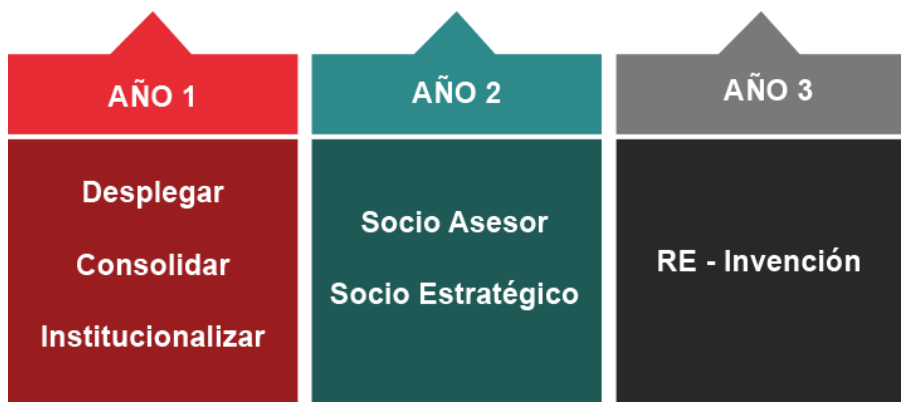 AÑO 1
Desplegar
Consolidar
Institucionalizar
AÑO 2
Socio Asesor
Socio Estratégico
AÑO 3
RE - Invención